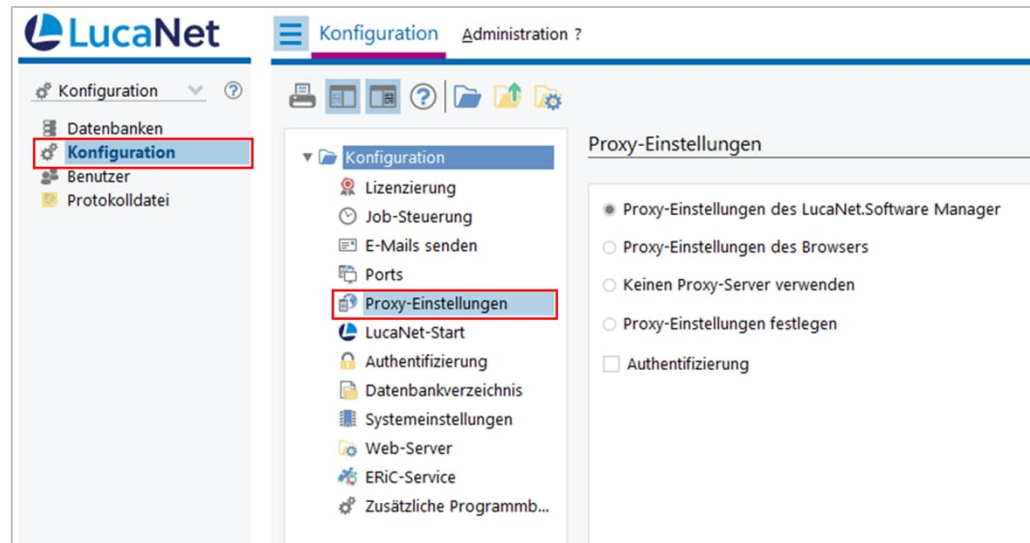 LucaNet
Konfiguration Administration ?
Konfiguration
Datenbanken
Konfiguration
Benutzer
Protokolldatei
Konfiguration
Lizenzierung
Job-Steuerung
E-Mails senden
Ports
Proxy-Einstellungen
LucaNet-Start
Authentifizierung
Datenbankverzeichnis
Systemeinstellungen
Web-Server
ERiC-Service
Zusätzliche Programmb...
Proxy-Einstellungen
Proxy-Einstellungen des LucaNet.Software Manager
Proxy-Einstellungen des Browsers
Keinen Proxy-Server verwenden
Proxy-Einstellungen festlegen
Authentifizierung